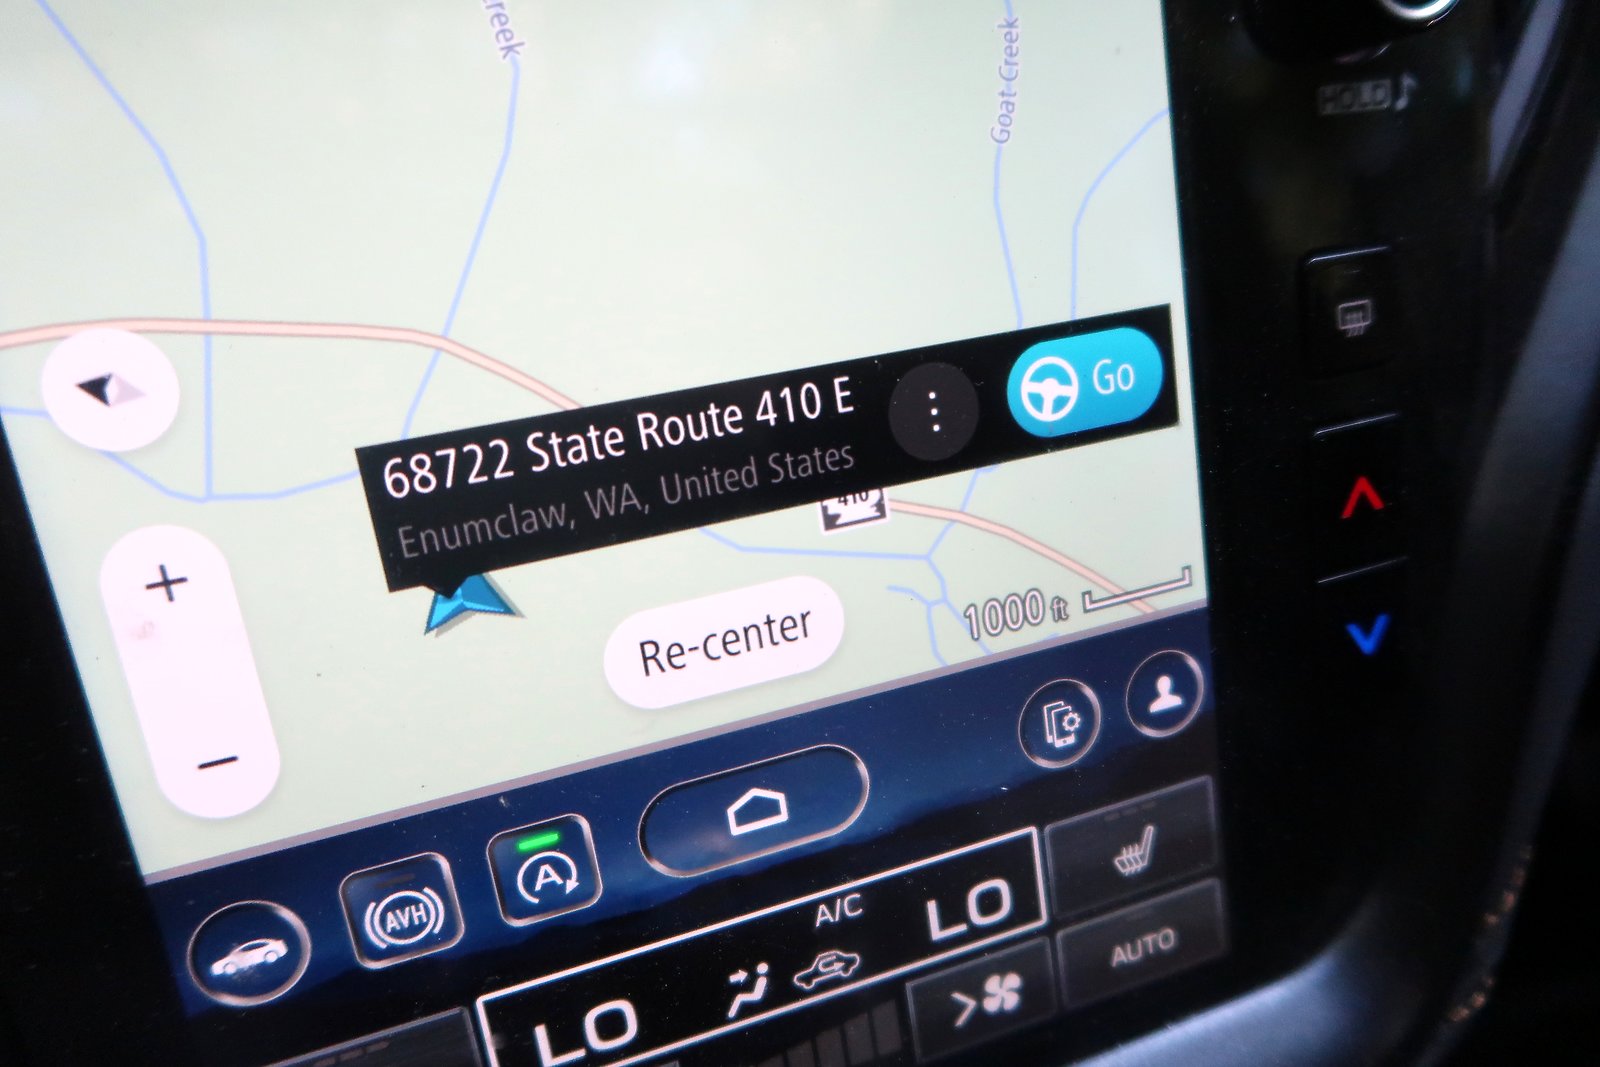 Creek
Goat Creek
HOLD
68722 State Route 410 E
Go
Enumclaw, WA, United States
410
+
Re-center
1000 ft
−
AVH
A
A/C
LO
LO
AUTO